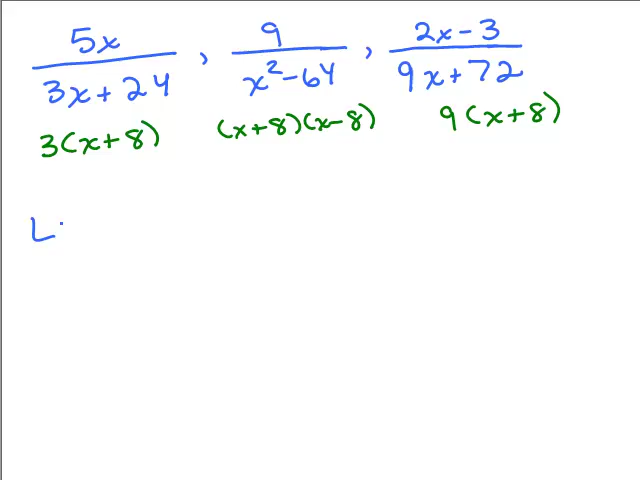 5x/(3x+24), 9/(x²-64), (2x-3)/(9x+72)
3(x+8) (x+8)(x-8) 9(x+8)
L